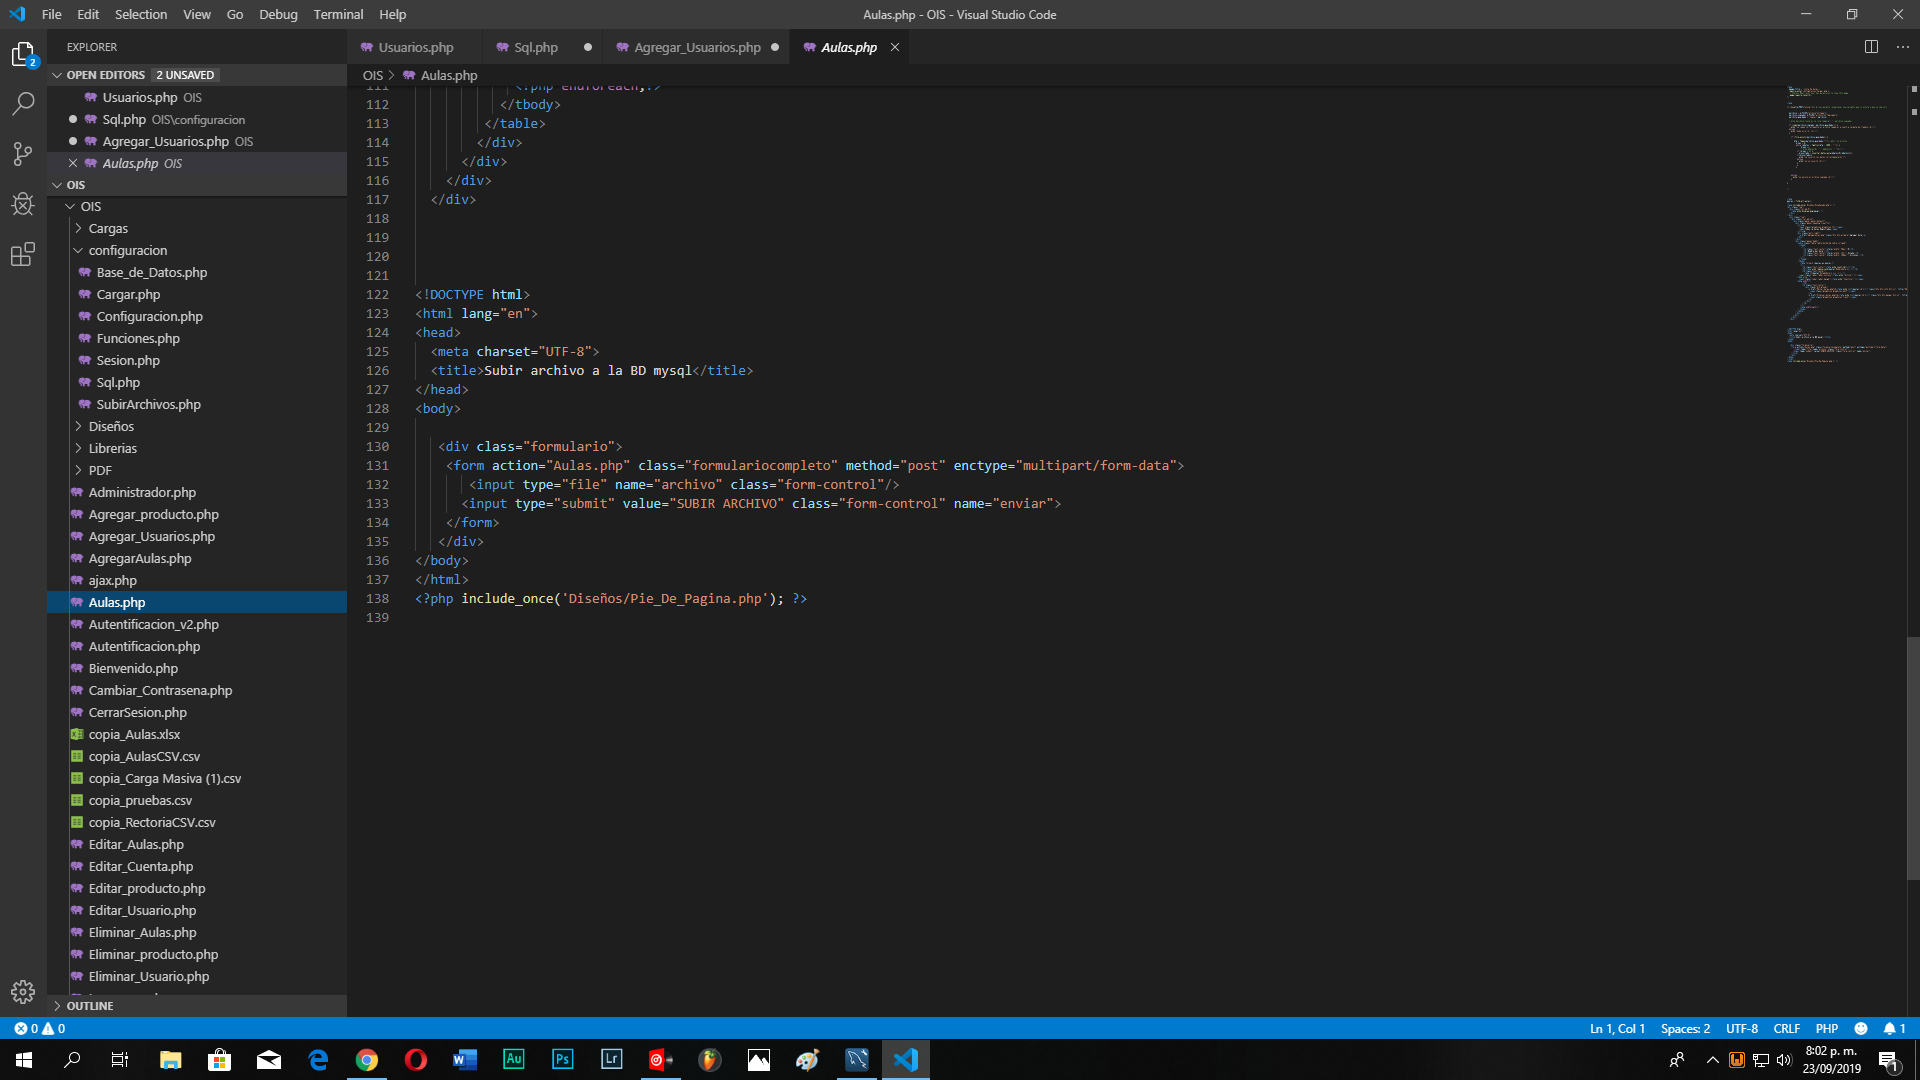 File Edit Selection View Go Debug Terminal Help
Aulas.php - OIS - Visual Studio Code
EXPLORER
OPEN EDITORS 2 UNSAVED
Usuarios.php OIS
Sql.php OIS\configuracion
Agregar_Usuarios.php OIS
Aulas.php OIS
OIS
OIS
Cargas
configuracion
Base_de_Datos.php
Cargar.php
Configuracion.php
Funciones.php
Sesion.php
Sql.php
SubirArchivos.php
Diseños
Librerias
PDF
Administrador.php
Agregar_producto.php
Agregar_Usuarios.php
AgregarAulas.php
ajax.php
Aulas.php
Autentificacion_v2.php
Autentificacion.php
Bienvenido.php
Cambiar_Contrasena.php
CerrarSesion.php
copia_Aulas.xlsx
copia_AulasCSV.csv
copia_Carga Masiva (1).csv
copia_pruebas.csv
copia_RectoriaCSV.csv
Editar_Aulas.php
Editar_Cuenta.php
Editar_producto.php
Editar_Usuario.php
Eliminar_Aulas.php
Eliminar_producto.php
Eliminar_Usuario.php
OUTLINE
2
Usuarios.php Sql.php Agregar_Usuarios.php Aulas.php
OIS > Aulas.php
111 <?php endforeach;?>
112 </tbody>
113 </table>
114 </div>
115 </div>
116 </div>
117 </div>
118
119
120
121
122 <!DOCTYPE html>
123 <html lang="en">
124 <head>
125 <meta charset="UTF-8">
126 <title>Subir archivo a la BD mysql</title>
127 </head>
128 <body>
129
130 <div class="formulario">
131 <form action="Aulas.php" class="formulariocompleto" method="post" enctype="multipart/form-data">
132 <input type="file" name="archivo" class="form-control"/>
133 <input type="submit" value="SUBIR ARCHIVO" class="form-control" name="enviar">
134 </form>
135 </div>
136 </body>
137 </html>
138 <?php include_once('Diseños/Pie_De_Pagina.php'); ?>
139
0 0
Ln 1, Col 1 Spaces: 2 UTF-8 CRLF PHP 1
Au Ps Lr
8:02 p. m.
23/09/2019
1